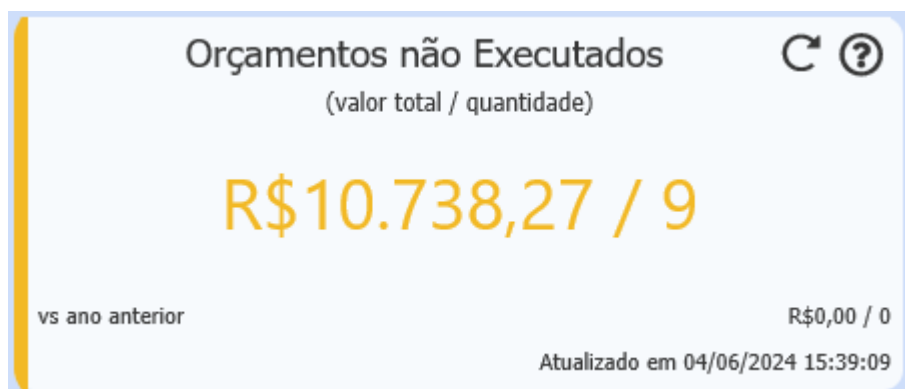 Orçamentos não Executados
(valor total / quantidade)
R$10.738,27 / 9
vs ano anterior R$0,00 / 0
Atualizado em 04/06/2024 15:39:09